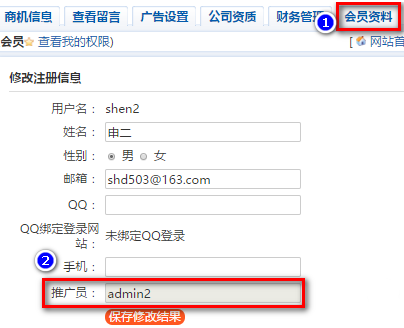 商机信息 查看留言 广告设置 公司资质 财务管理 会员资料
1
会员 查看我的权限) [ 网站首
修改注册信息
用户名： shen2
姓名： 申二
性别： 男 女
邮箱： shd503@163.com
QQ：
QQ绑定登录网
站： 未绑定QQ登录
2
手机：
推广员： admin2
保存修改结果